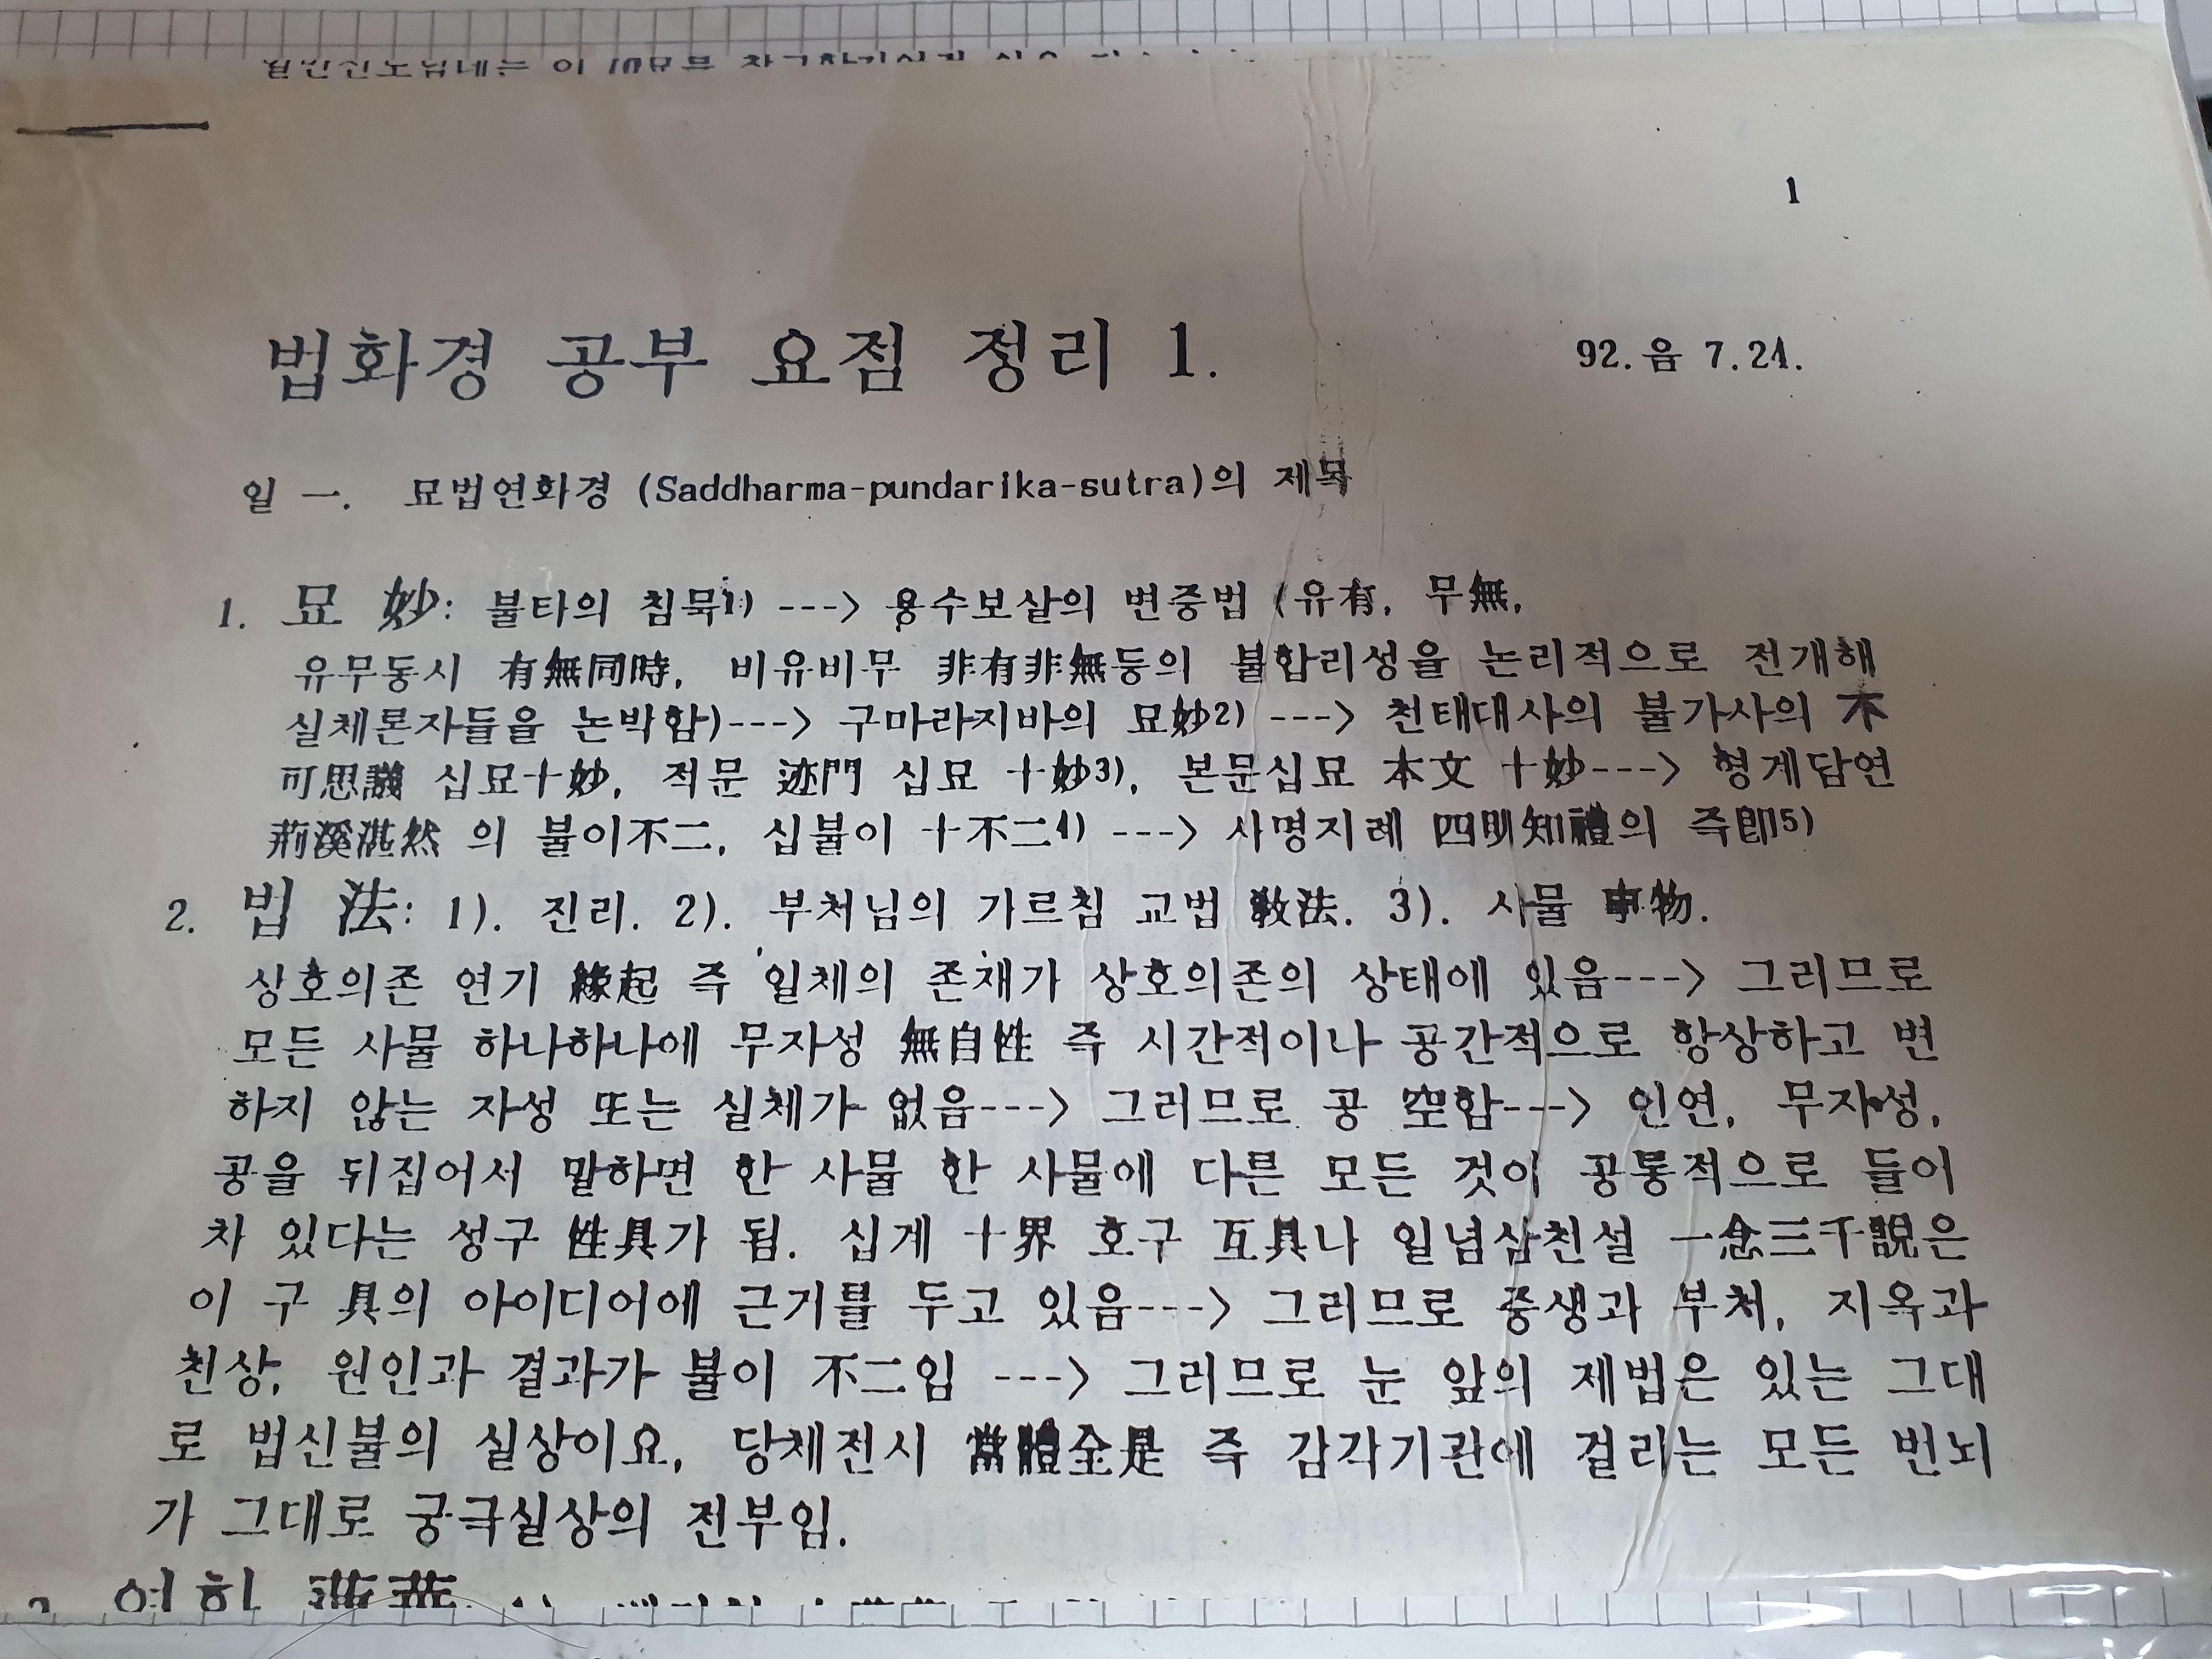 1
법화경 공부 요점 정리 1.
92. 음 7.24.
일 一. 묘법연화경 (Saddharma-pundarika-sutra)의 제목
1. 묘 妙: 불타의 침묵1) ---> 용수보살의 변증법 (유有, 무無,
유무동시 有無同時, 비유비무 非有非無등의 불합리성을 논리적으로 전개해
실체론자들을 논박함)---> 구마라지바의 묘妙2) ---> 천태대사의 불가사의 不
可思議 십묘十妙, 적문 迹門 십묘 十妙3), 본문십묘 本文 十妙---> 형계담연
荊溪湛然 의 불이不二, 십불이 十不二4) ---> 사명지례 四明知禮의 즉卽5)
2. 법 法: 1). 진리. 2). 부처님의 가르침 교법 敎法. 3). 사물 事物.
상호의존 연기 緣起 즉 일체의 존재가 상호의존의 상태에 있음---> 그러므로
모든 사물 하나하나에 무자성 無自性 즉 시간적이나 공간적으로 항상하고 변
하지 않는 자성 또는 실체가 없음---> 그러므로 공 空함---> 인연, 무자성,
공을 뒤집어서 말하면 한 사물 한 사물에 다른 모든 것이 공통적으로 들어
차 있다는 성구 性具가 됨. 십계 十界 호구 互具나 일념삼천설 一念三千說은
이 구 具의 아이디어에 근거를 두고 있음---> 그러므로 중생과 부처, 지옥과
천상, 원인과 결과가 불이 不二임 ---> 그러므로 눈 앞의 제법은 있는 그대
로 법신불의 실상이요, 당체전시 當體全是 즉 감각기관에 걸리는 모든 번뇌
가 그대로 궁극실상의 전부임.